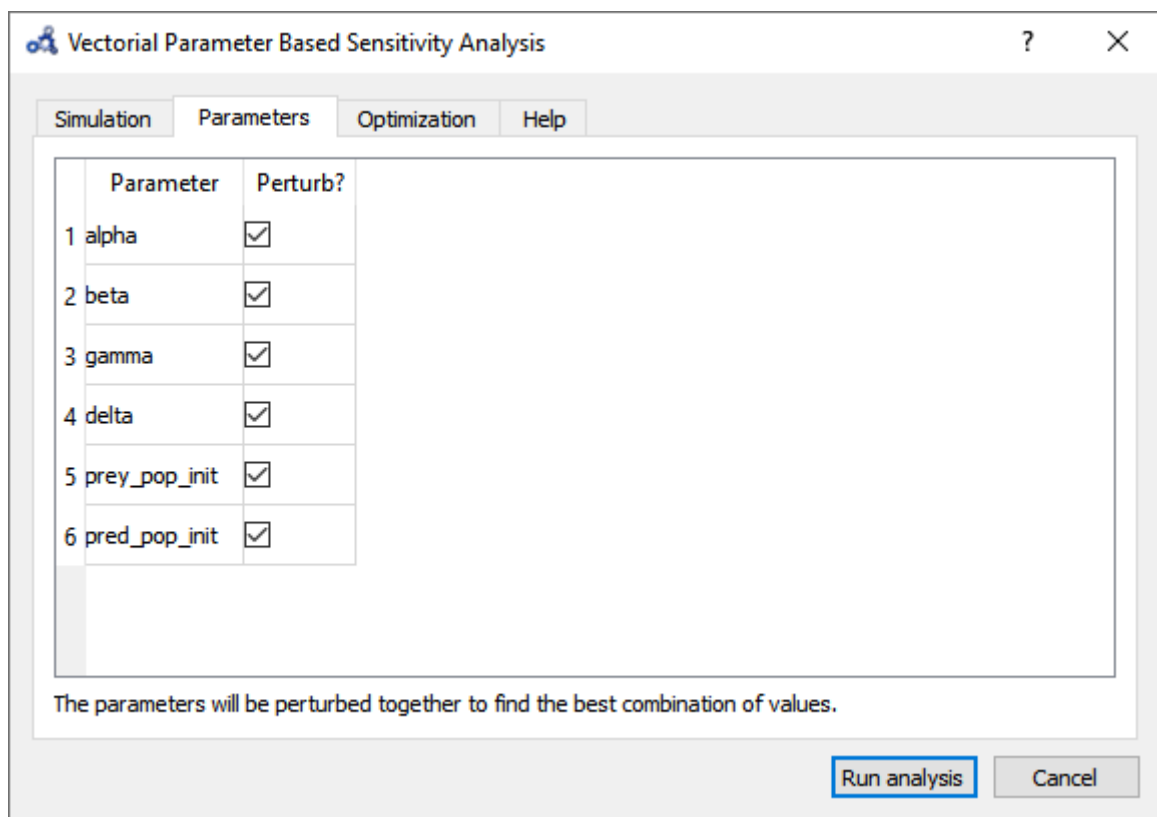 Vectorial Parameter Based Sensitivity Analysis ?
Simulation Parameters Optimization Help
Parameter Perturb?
1 alpha
2 beta
3 gamma
4 delta
5 prey_pop_init
6 pred_pop_init
The parameters will be perturbed together to find the best combination of values.
Run analysis Cancel